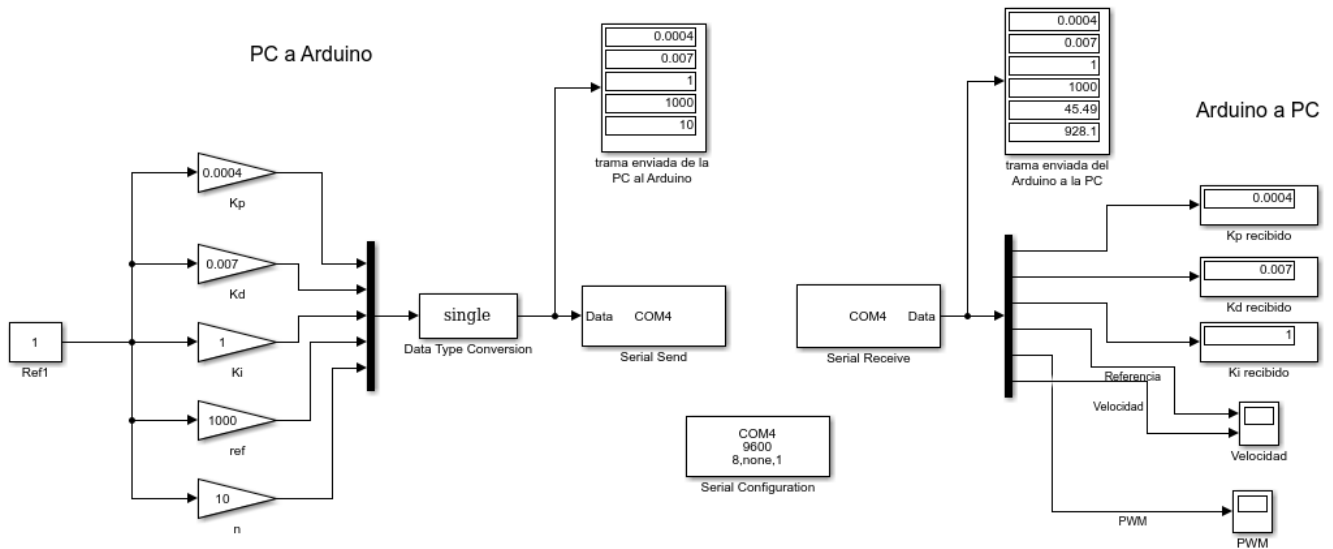 PC a Arduino
0.0004
0.007
1
1000
10
trama enviada de la
PC al Arduino
0.0004
Kp
0.007
Kd
1
Ki
1000
ref
10
n
1
Ref1
single
Data Type Conversion
Data COM4
Serial Send
0.0004
0.007
1
1000
45.49
928.1
trama enviada del
Arduino a la PC
Arduino a PC
COM4 Data
Serial Receive
COM4
9600
8,none,1
Serial Configuration
0.0004
Kp recibido
0.007
Kd recibido
1
Ki recibido
Referencia
Velocidad
Velocidad
PWM
PWM